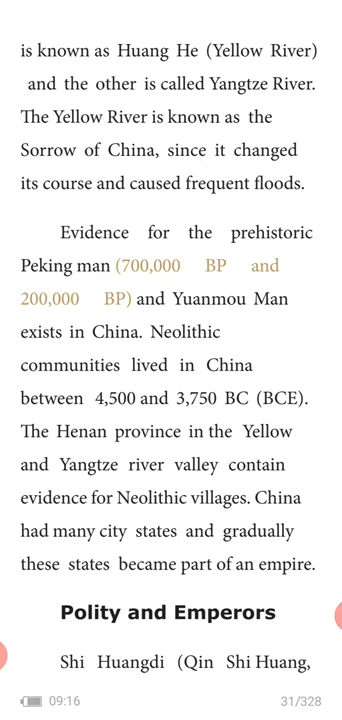 is known as Huang He (Yellow River)
and the other is called Yangtze River.
The Yellow River is known as the
Sorrow of China, since it changed
its course and caused frequent floods.
Evidence for the prehistoric
Peking man (700,000 BP and
200,000 BP) and Yuanmou Man
exists in China. Neolithic
communities lived in China
between 4,500 and 3,750 BC (BCE).
The Henan province in the Yellow
and Yangtze river valley contain
evidence for Neolithic villages. China
had many city states and gradually
these states became part of an empire.
Polity and Emperors
Shi Huangdi (Qin Shi Huang,
09:16 31/328